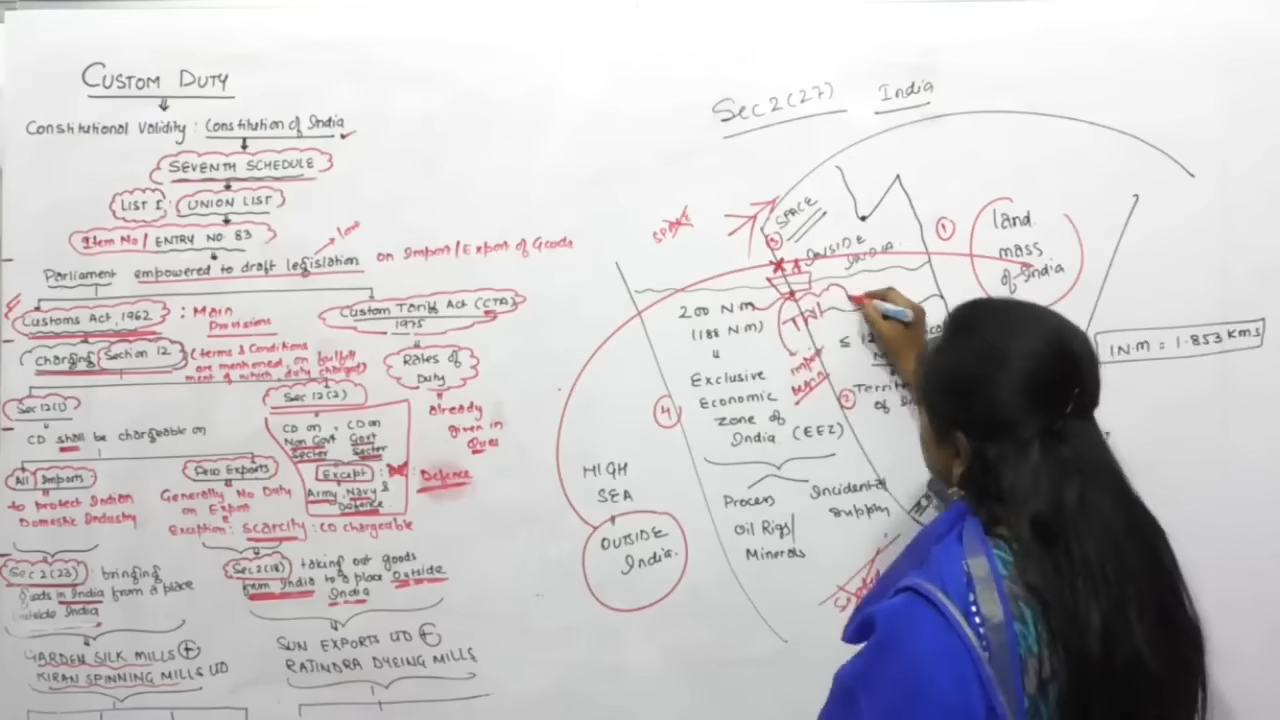 CUSTOM DUTY
Constitutional Validity : Constitution of India
SEVENTH SCHEDULE
LIST I : UNION LIST
Item No/ ENTRY NO 83
law
Parliament empowered to draft legislation on Import/Export of Goods
Customs Act, 1962 : Main Provisions
Custom Tariff Act (CTA)
1975
Charging Section 12
(terms & Conditions
are mentioned, on fulfill
ment of which, duty charged)
Rates of
Duty
already
given in
Ques
Sec 12(1)
CD shall be chargeable on
Sec 12(2)
CD on
Non Govt
Sector
CD on
Govt
Sector
Except :
: Defence
Army, Navy &
Defence
All Imports
to protect Indian
Domestic Industry
Few Exports
Generally No Duty
on Export
Exception : scarcity : CD chargeable
Sec 2(23) : bringing
goods in India from a place
outside India
Sec 2(18) taking out goods
from India to a place outside
India
GARDEN SILK MILLS +
KIRAN SPINNING MILLS LTD
SUN EXPORTS LTD +
RAJINDRA DYEING MILLS
Sec 2(27) India
SPACE
③
SPACE
INSIDE
India
①
land
mass
of India
200 N.m
(188 N.m)
Exclusive
Economic
Zone of
India (EEZ)
④
Process
Oil Rigs/
Minerals
Incidental
Supply
TWI
②
of
HIGH
SEA
OUTSIDE
India
1 N.m = 1.853 Kms